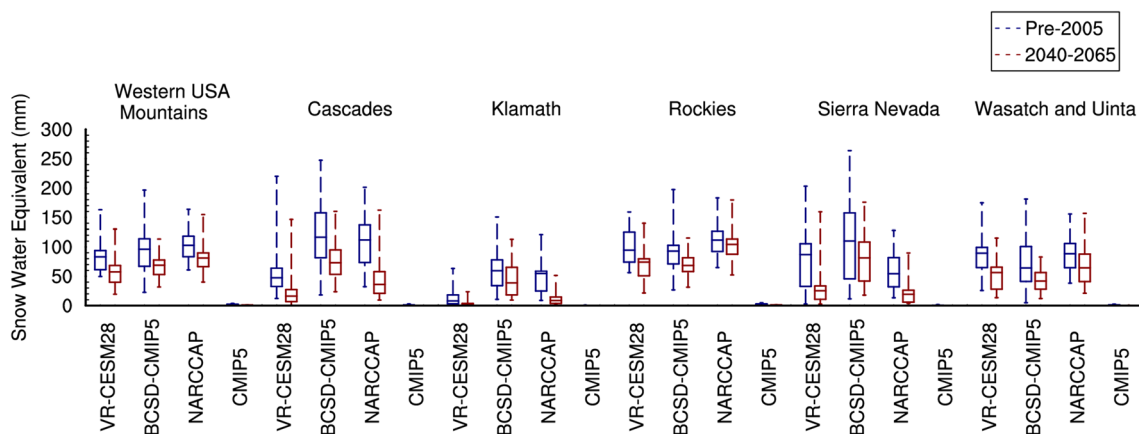 Pre-2005
2040-2065
Western USA
Mountains
Cascades
Klamath
Rockies
Sierra Nevada
Wasatch and Uinta
Snow Water Equivalent (mm)
300
250
200
150
100
50
0
VR-CESM28
BCSD-CMIP5
NARCCAP
CMIP5
VR-CESM28
BCSD-CMIP5
NARCCAP
CMIP5
VR-CESM28
BCSD-CMIP5
NARCCAP
CMIP5
VR-CESM28
BCSD-CMIP5
NARCCAP
CMIP5
VR-CESM28
BCSD-CMIP5
NARCCAP
CMIP5
VR-CESM28
BCSD-CMIP5
NARCCAP
CMIP5